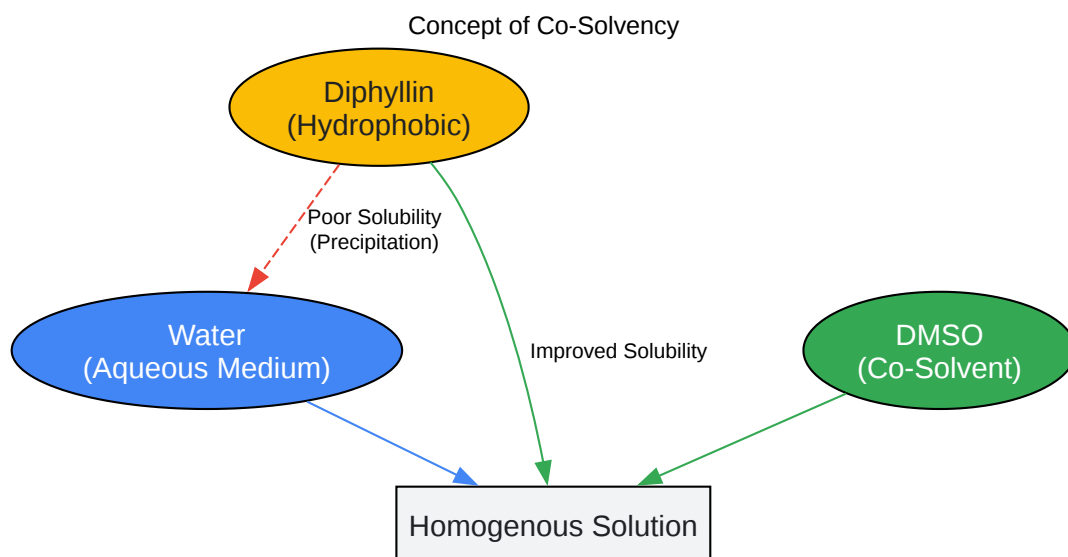 Concept of Co-Solvency
Diphyllin
(Hydrophobic)
Poor Solubility
(Precipitation)
Water
(Aqueous Medium)
Improved Solubility
DMSO
(Co-Solvent)
Homogenous Solution